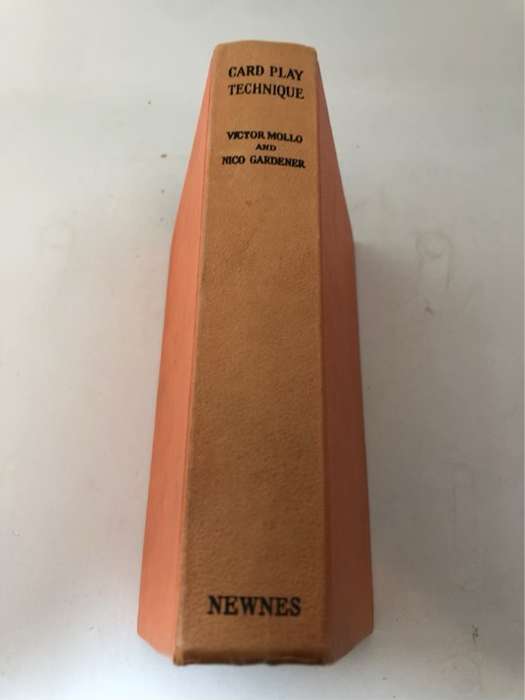 CARD PLAY
TECHNIQUE
VICTOR MOLLO
AND
NICO GARDENER
NEWNES